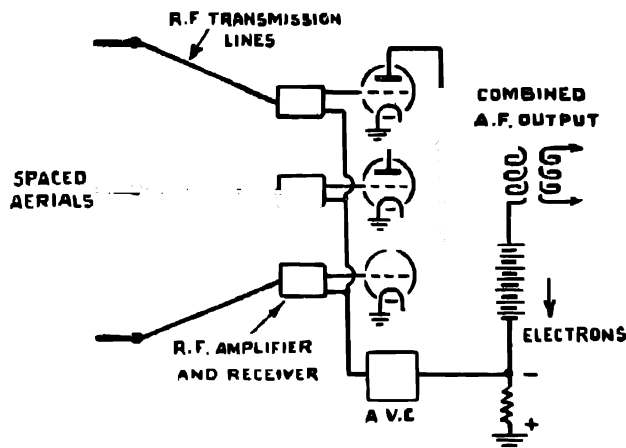 R.F TRANSMISSION
LINES
COMBINED
A.F. OUTPUT
SPACED
AERIALS
ELECTRONS
R.F. AMPLIFIER
AND RECEIVER
A V.C
-
+